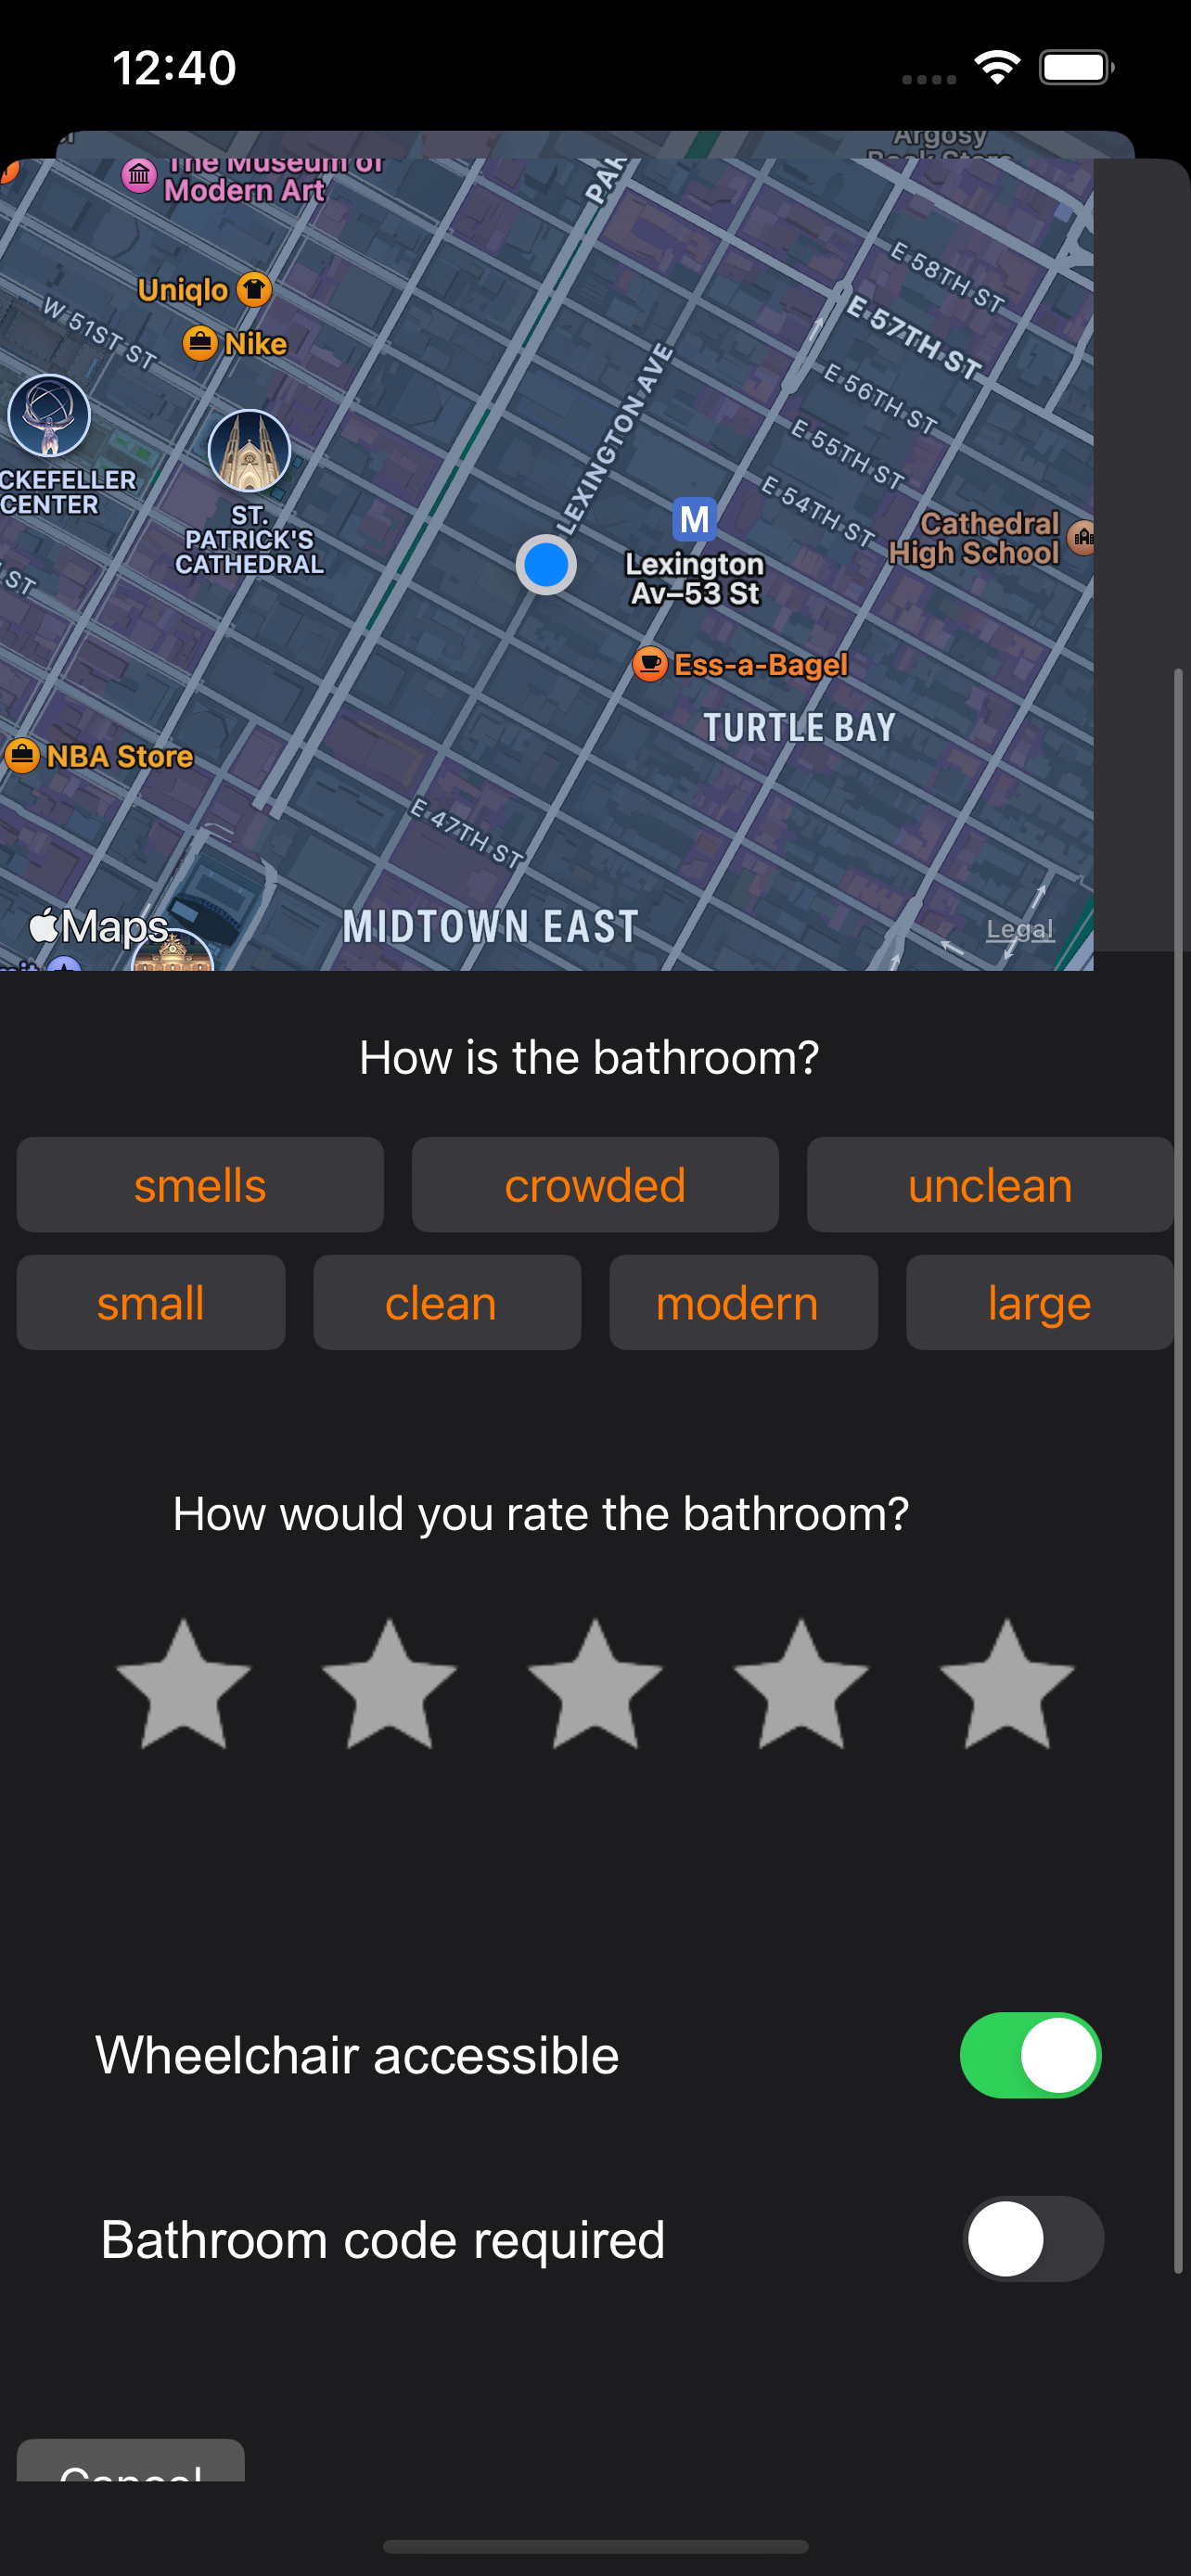 12:40
Argosy
The Museum of
Modern Art
PAR
E 58TH ST
Uniqlo
E 57TH ST
W 51ST ST
Nike
LEXINGTON AVE
E 56TH ST
E 55TH ST
CKEFELLER
CENTER
E 54TH ST
M
ST.
PATRICK'S
CATHEDRAL
Cathedral
High School
Lexington
Av–53 St
ST
Ess-a-Bagel
TURTLE BAY
NBA Store
E 47TH ST
Maps
MIDTOWN EAST
Legal
How is the bathroom?
smells crowded unclean
small clean modern large
How would you rate the bathroom?
Wheelchair accessible
Bathroom code required
Cancel